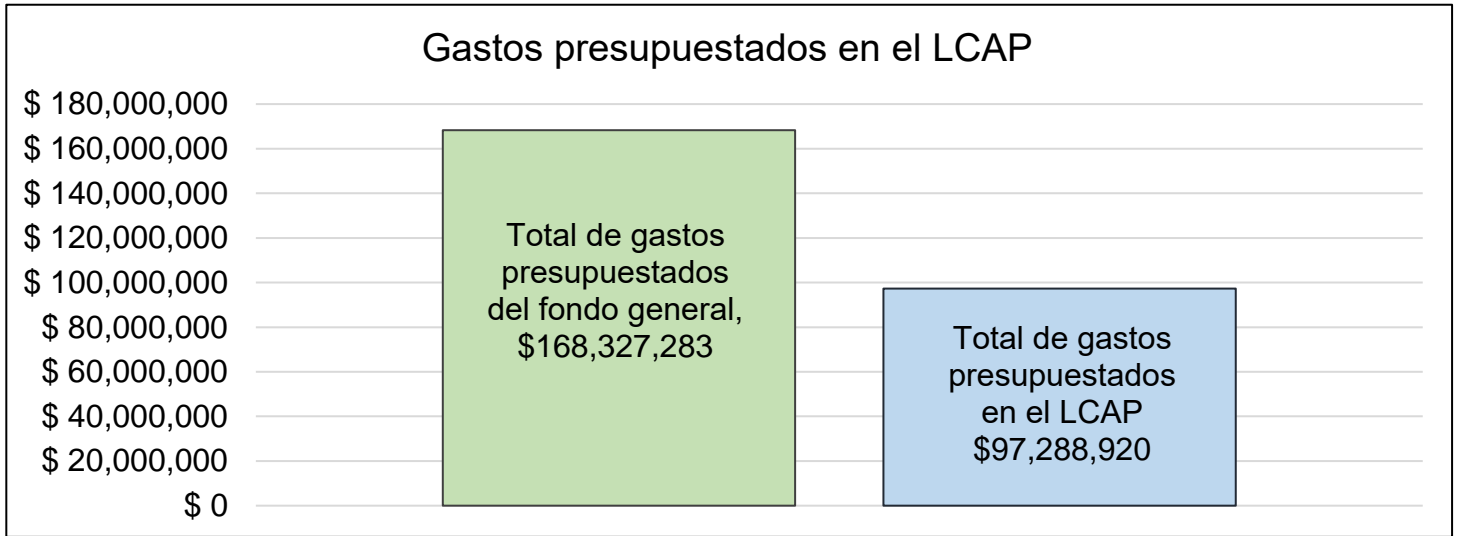 Gastos presupuestados en el LCAP
$ 180,000,000
$ 160,000,000
$ 140,000,000
$ 120,000,000
$ 100,000,000
$ 80,000,000
$ 60,000,000
$ 40,000,000
$ 20,000,000
$ 0
Total de gastos
presupuestados
del fondo general,
$168,327,283
Total de gastos
presupuestados
en el LCAP
$97,288,920